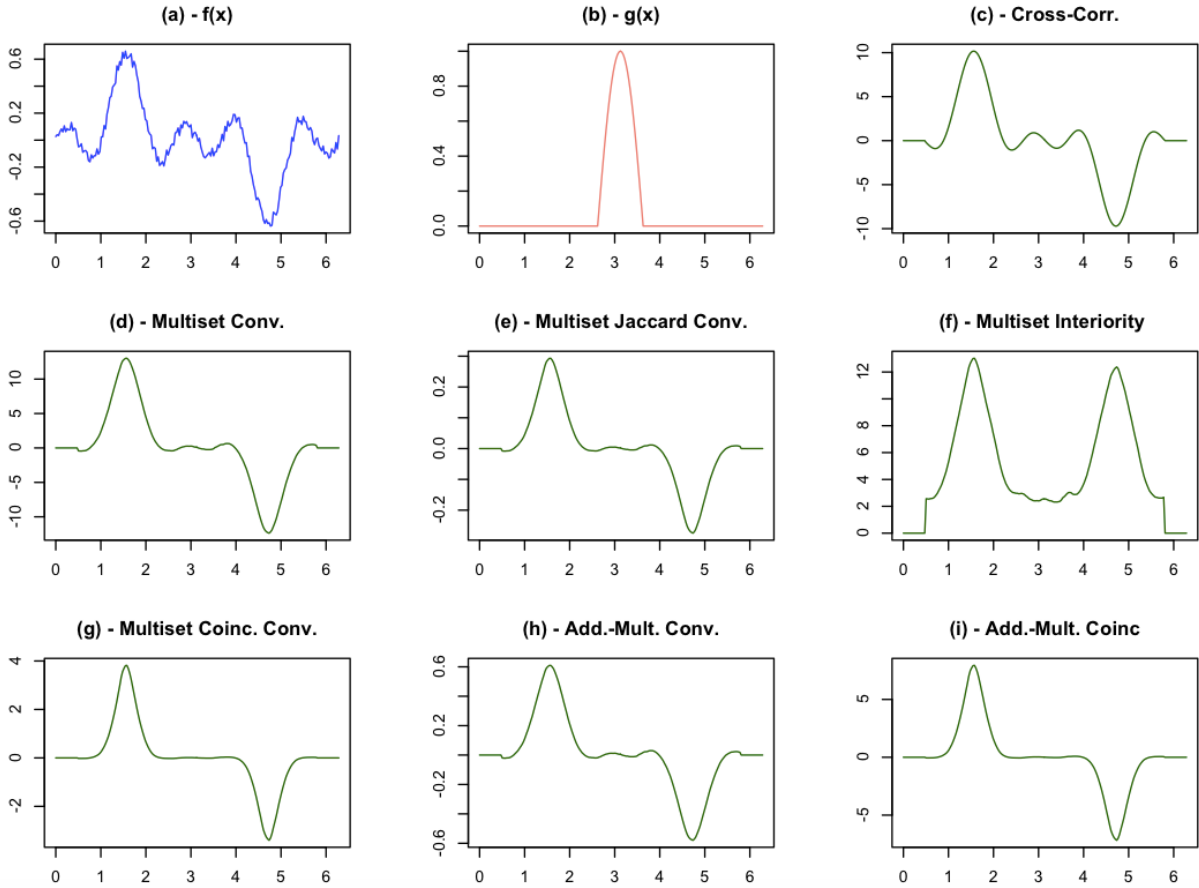 (a) - f(x)
0.6
0.2
-0.2
-0.6
0 1 2 3 4 5 6
(b) - g(x)
0.8
0.4
0.0
0 1 2 3 4 5 6
(c) - Cross-Corr.
10
5
0
-5
-10
0 1 2 3 4 5 6
(d) - Multiset Conv.
10
5
0
-10
0 1 2 3 4 5 6
(e) - Multiset Jaccard Conv.
0.2
0.0
-0.2
0 1 2 3 4 5 6
(f) - Multiset Interiority
12
8
6
4
2
0
0 1 2 3 4 5 6
(g) - Multiset Coinc. Conv.
4
2
0
-2
0 1 2 3 4 5 6
(h) - Add.-Mult. Conv.
0.6
0.2
-0.2
-0.6
0 1 2 3 4 5 6
(i) - Add.-Mult. Coinc
5
0
-5
0 1 2 3 4 5 6